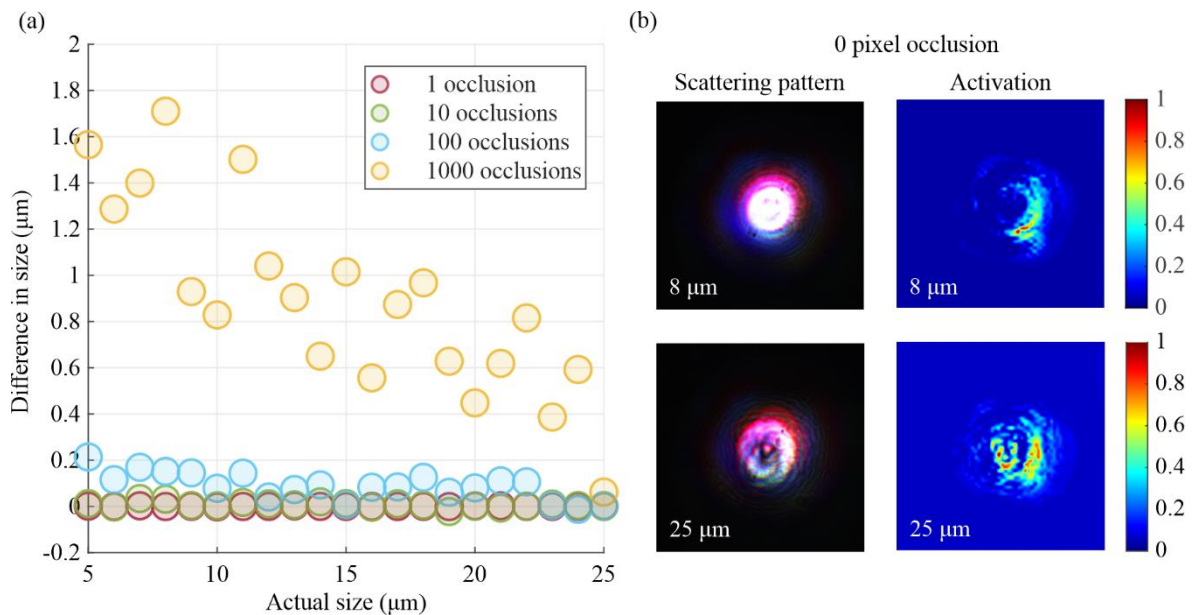 (a)
2
1.8
1.6
1.4
1.2
1
0.8
0.6
0.4
0.2
0
-0.2
5
10
15
20
25
Difference in size (μm)
Actual size (μm)
1 occlusion
10 occlusions
100 occlusions
1000 occlusions
(b)
0 pixel occlusion
Scattering pattern
Activation
8 μm
8 μm
1
0.8
0.6
0.4
0.2
0
25 μm
25 μm
1
0.8
0.6
0.4
0.2
0